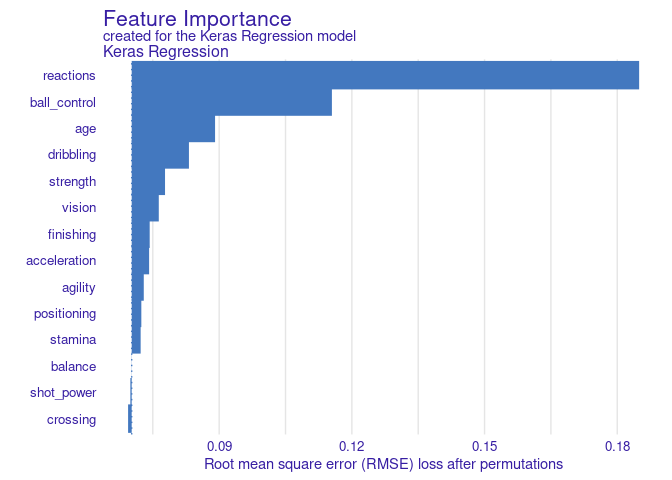 Feature Importance
created for the Keras Regression model
Keras Regression
reactions
ball_control
age
dribbling
strength
vision
finishing
acceleration
agility
positioning
stamina
balance
shot_power
crossing
0.09 0.12 0.15 0.18
Root mean square error (RMSE) loss after permutations